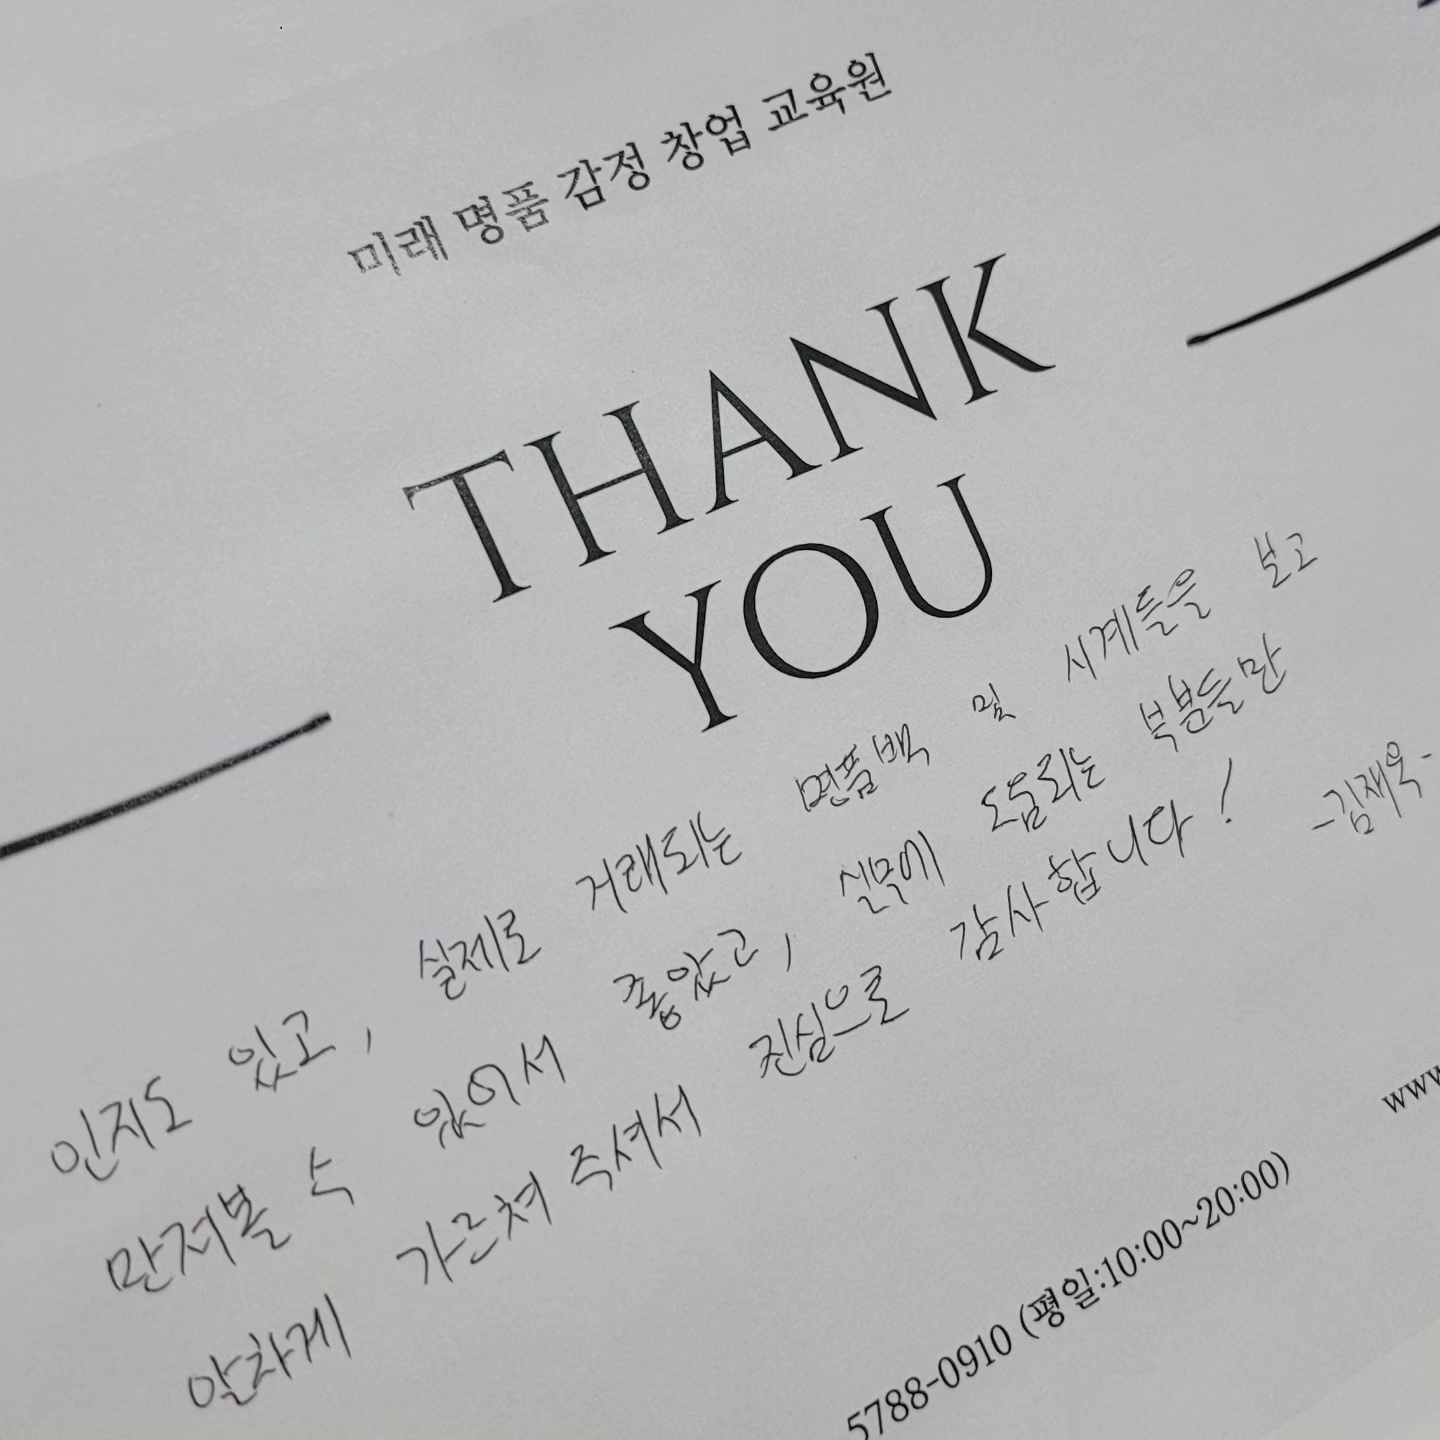 미래 명품 감정 창업 교육원
THANK
YOU
인지도 있고, 실제로 거래되는 명품백 및 시계들을 보고
만져볼 수 있어서 좋았고, 실무에 도움되는 부분들만
알차게 가르쳐 주셔서 진심으로 감사합니다!
-김재욱-
www
5788-0910 (평일:10:00~20:00)